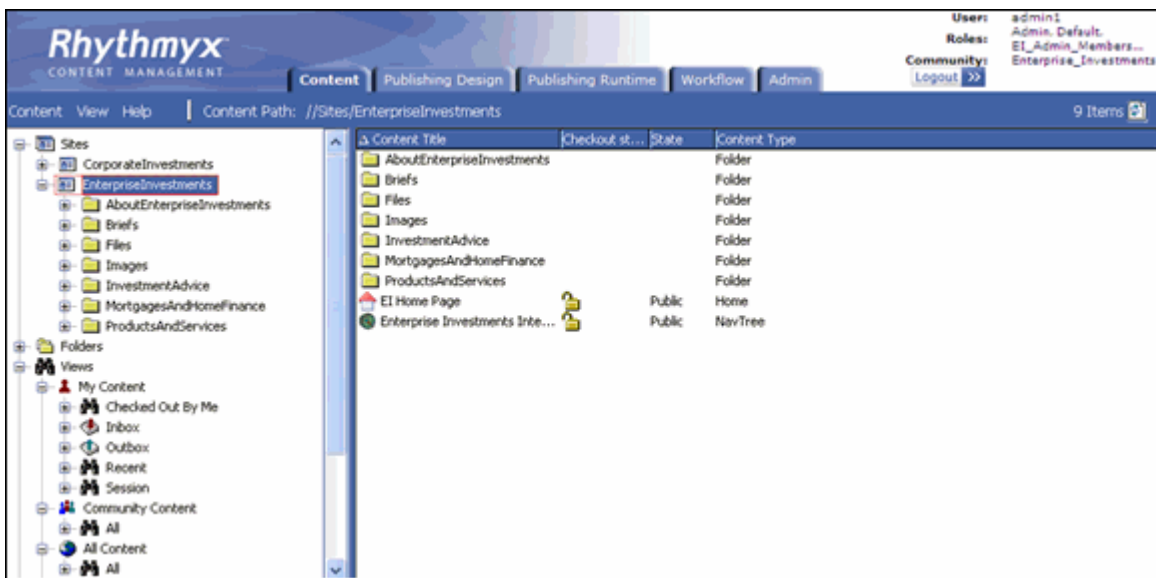 User: admin1
Roles: Admin, Default,
EI_Admin_Members...
Community: Enterprise_Investments
Logout >>
Rhythmyx
CONTENT MANAGEMENT
Content Publishing Design Publishing Runtime Workflow Admin
Content View Help Content Path: //Sites/EnterpriseInvestments 9 Items
Sites
CorporateInvestments
EnterpriseInvestments
AboutEnterpriseInvestments
Briefs
Files
Images
InvestmentAdvice
MortgagesAndHomeFinance
ProductsAndServices
Folders
Views
My Content
Checked Out By Me
Inbox
Outbox
Recent
Session
Community Content
All
All Content
All
Content Title Checkout st... State Content Type
AboutEnterpriseInvestments Folder
Briefs Folder
Files Folder
Images Folder
InvestmentAdvice Folder
MortgagesAndHomeFinance Folder
ProductsAndServices Folder
EI Home Page Public Home
Enterprise Investments Inte... Public NavTree